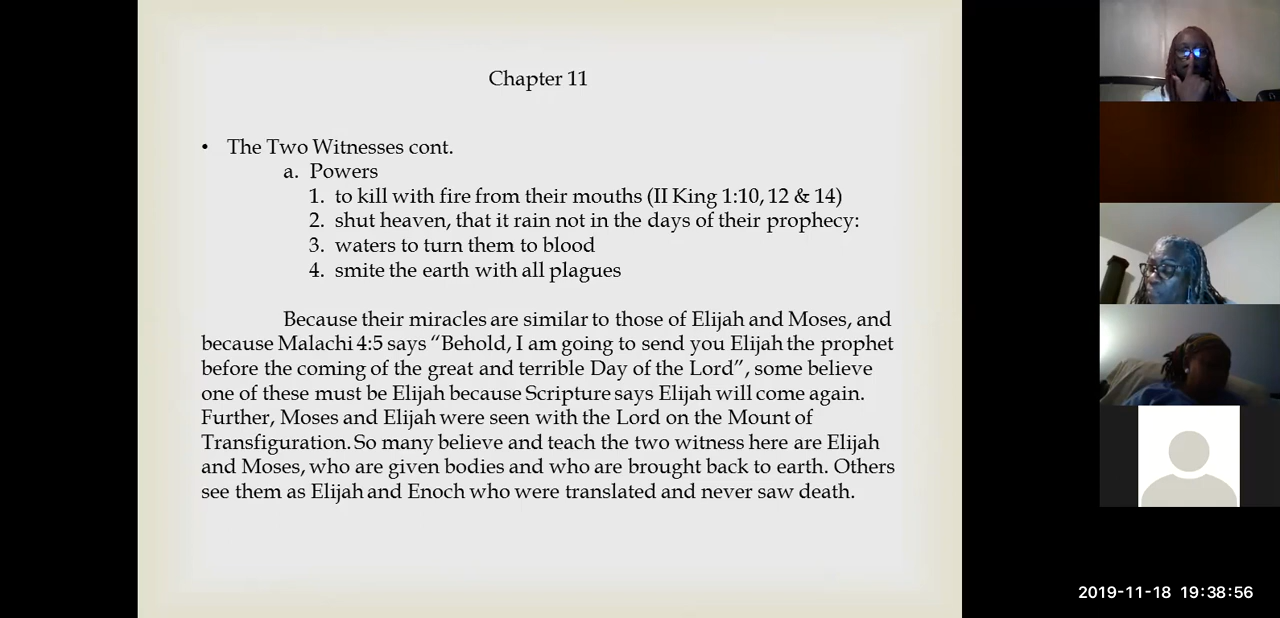 Chapter 11
• The Two Witnesses cont.
a. Powers
1. to kill with fire from their mouths (II King 1:10, 12 & 14)
2. shut heaven, that it rain not in the days of their prophecy:
3. waters to turn them to blood
4. smite the earth with all plagues
Because their miracles are similar to those of Elijah and Moses, and
because Malachi 4:5 says “Behold, I am going to send you Elijah the prophet
before the coming of the great and terrible Day of the Lord”, some believe
one of these must be Elijah because Scripture says Elijah will come again.
Further, Moses and Elijah were seen with the Lord on the Mount of
Transfiguration. So many believe and teach the two witness here are Elijah
and Moses, who are given bodies and who are brought back to earth. Others
see them as Elijah and Enoch who were translated and never saw death.
2019-11-18 19:38:56